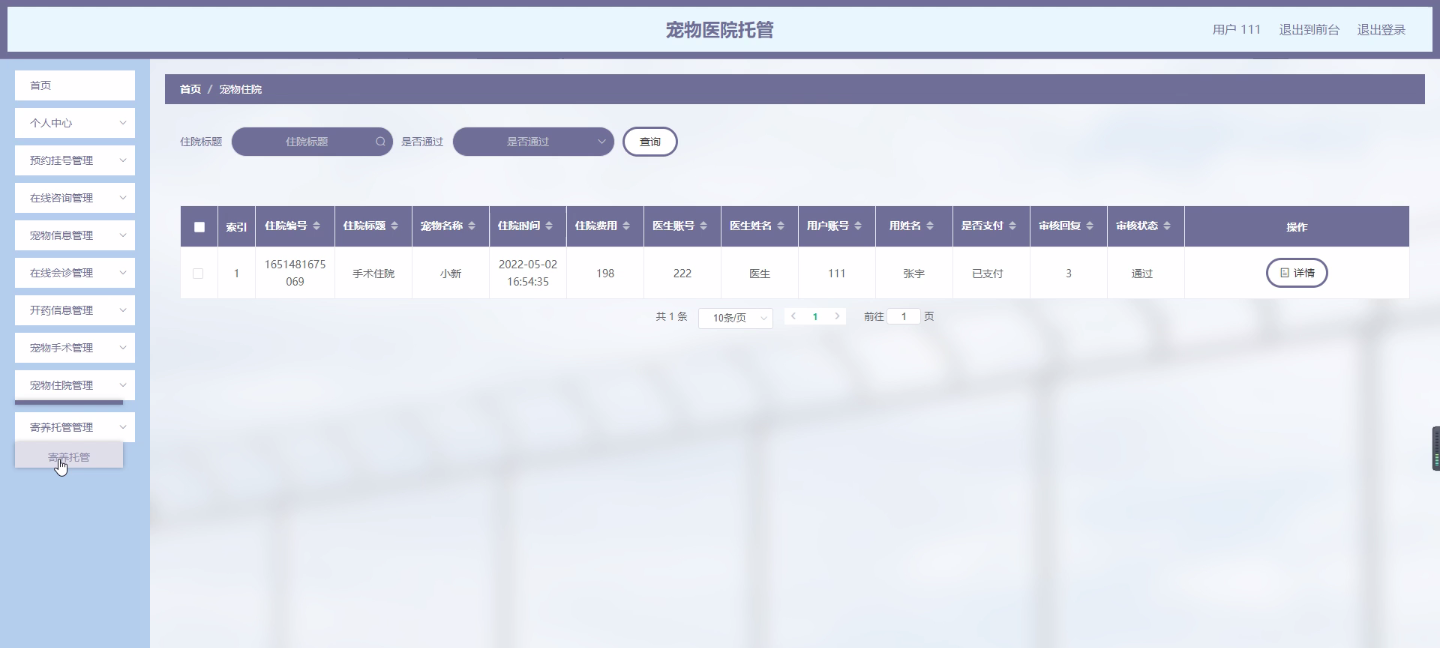 宠物医院托管
用户 111 退出到前台 退出登录
首页
个人中心
预约挂号管理
在线咨询管理
宠物信息管理
在线会诊管理
开药信息管理
宠物手术管理
宠物住院管理
寄养托管管理
寄养托管
首页 / 宠物住院
住院标题 住院标题 是否通过 是否通过 查询
索引 住院编号 住院标题 宠物名称 住院时间 住院费用 医生账号 医生姓名 用户账号 用姓名 是否支付 审核回复 审核状态 操作
1 1651481675069 手术住院 小新 2022-05-02 16:54:35 198 222 医生 111 张宇 已支付 3 通过 详情
共 1 条 10条/页 1 前往 1 页